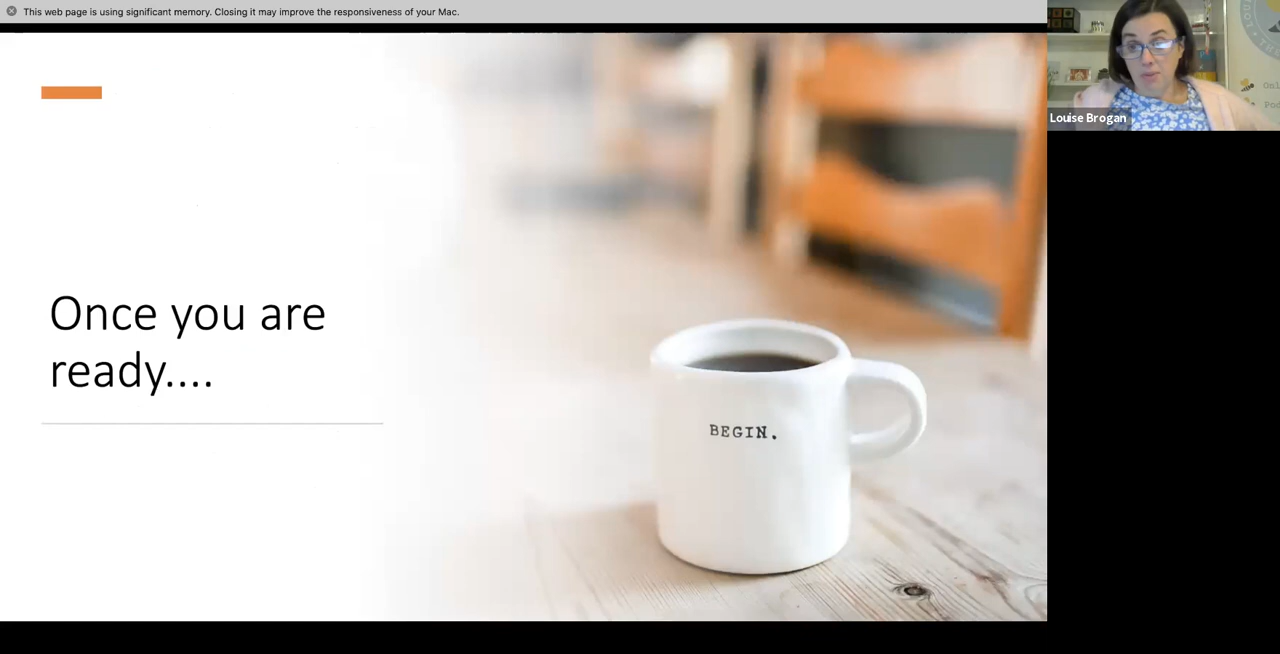 This web page is using significant memory. Closing it may improve the responsiveness of your Mac.
Once you are
ready....
BEGIN.
Louise Brogan